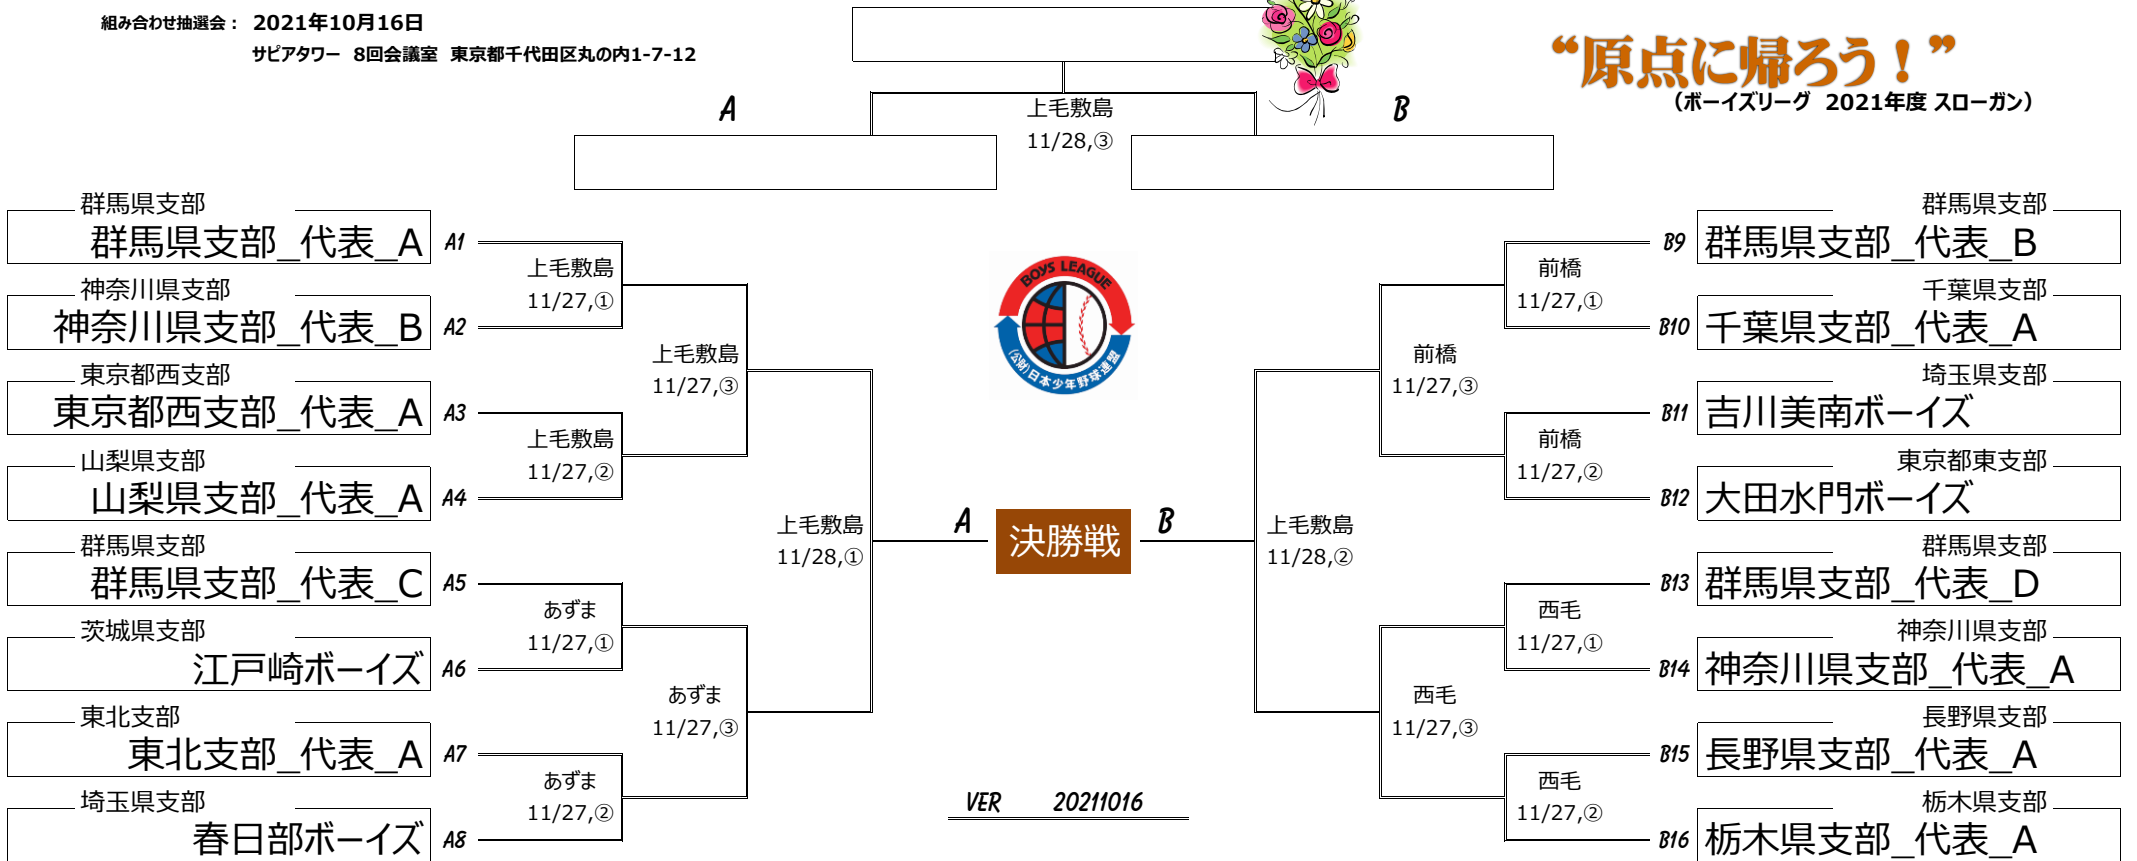 組み合わせ抽選会： 2021年10月16日
サピアタワー 8回会議室 東京都千代田区丸の内1-7-12
“原点に帰ろう！”
（ボーイズリーグ 2021年度 スローガン）
A
上毛敷島
11/28,③
B
群馬県支部
群馬県支部_代表_A A1
上毛敷島
11/27,①
神奈川県支部
神奈川県支部_代表_B A2
上毛敷島
11/27,③
東京都西支部
東京都西支部_代表_A A3
上毛敷島
11/27,②
山梨県支部
山梨県支部_代表_A A4
上毛敷島
11/28,①
群馬県支部
群馬県支部_代表_C A5
あずま
11/27,①
茨城県支部
江戸崎ボーイズ A6
あずま
11/27,③
東北支部
東北支部_代表_A A7
あずま
11/27,②
埼玉県支部
春日部ボーイズ A8
BOYS LEAGUE
(公財)日本少年野球連盟
A 決勝戦 B
VER 20211016
群馬県支部
B9 群馬県支部_代表_B
前橋
11/27,①
千葉県支部
B10 千葉県支部_代表_A
前橋
11/27,③
埼玉県支部
B11 吉川美南ボーイズ
前橋
11/27,②
東京都東支部
B12 大田水門ボーイズ
上毛敷島
11/28,②
群馬県支部
B13 群馬県支部_代表_D
西毛
11/27,①
神奈川県支部
B14 神奈川県支部_代表_A
西毛
11/27,③
長野県支部
B15 長野県支部_代表_A
西毛
11/27,②
栃木県支部
B16 栃木県支部_代表_A